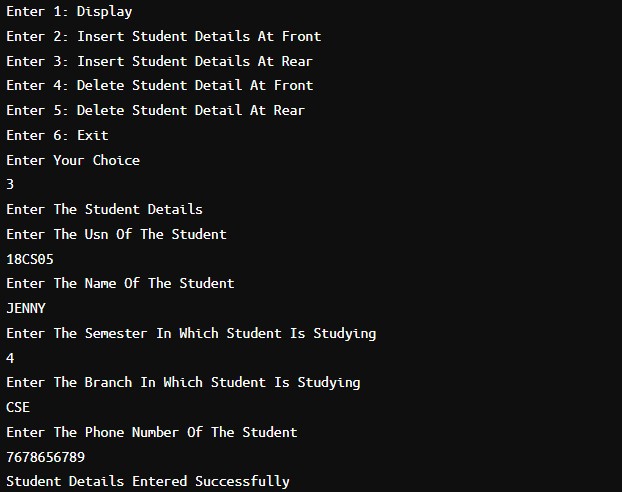 Enter 1: Display
Enter 2: Insert Student Details At Front
Enter 3: Insert Student Details At Rear
Enter 4: Delete Student Detail At Front
Enter 5: Delete Student Detail At Rear
Enter 6: Exit
Enter Your Choice
3
Enter The Student Details
Enter The Usn Of The Student
18CS05
Enter The Name Of The Student
JENNY
Enter The Semester In Which Student Is Studying
4
Enter The Branch In Which Student Is Studying
CSE
Enter The Phone Number Of The Student
7678656789
Student Details Entered Successfully